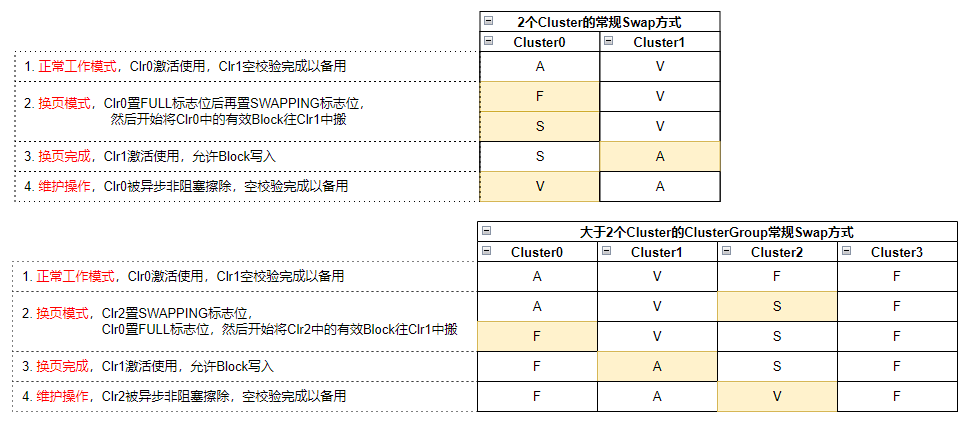 2个Cluster的常规Swap方式
Cluster0 Cluster1
1. 正常工作模式，Clr0激活使用，Clr1空校验完成以备用 A V
2. 换页模式，Clr0置FULL标志位后再置SWAPPING标志位， F V
然后开始将Clr0中的有效Block往Clr1中搬 S V
3. 换页完成，Clr1激活使用，允许Block写入 S A
4. 维护操作，Clr0被异步非阻塞擦除，空校验完成以备用 V A
大于2个Cluster的ClusterGroup常规Swap方式
Cluster0 Cluster1 Cluster2 Cluster3
1. 正常工作模式，Clr0激活使用，Clr1空校验完成以备用 A V F F
2. 换页模式，Clr2置SWAPPING标志位， A V S F
Clr0置FULL标志位，然后开始将Clr2中的有效Block往Clr1中搬 F V S F
3. 换页完成，Clr1激活使用，允许Block写入 F A S F
4. 维护操作，Clr2被异步非阻塞擦除，空校验完成以备用 F A V F